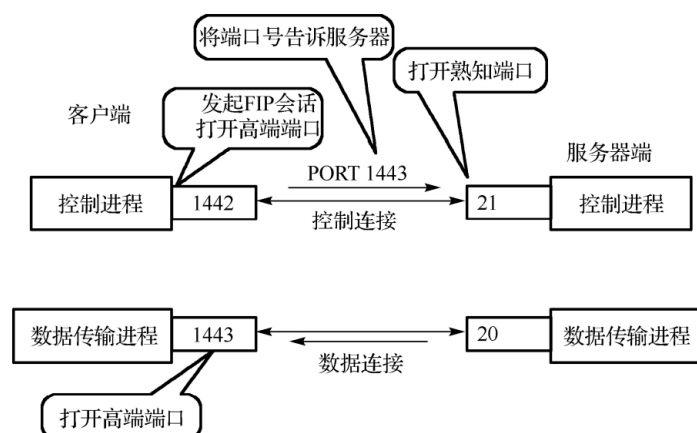 将端口号告诉服务器
打开熟知端口
客户端
发起FIP会话
打开高端端口
服务器端
控制进程
1442
PORT 1443
控制连接
21
控制进程
数据传输进程
1443
数据连接
20
数据传输进程
打开高端端口